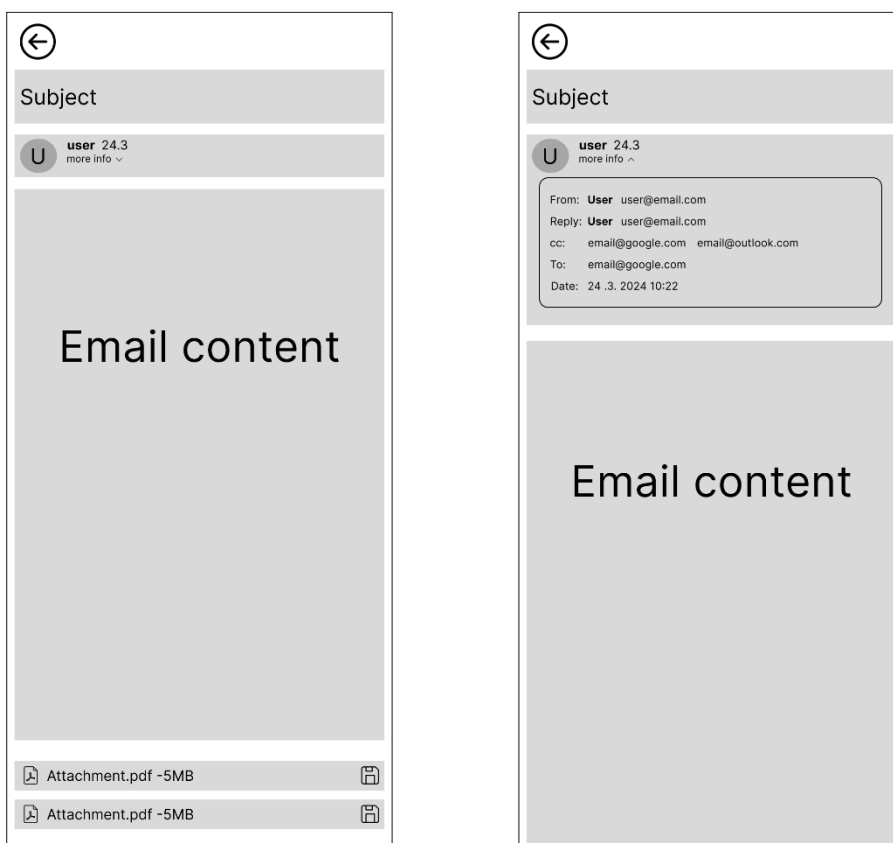 Subject
U
user 24.3
more info
Email content
Attachment.pdf -5MB
Attachment.pdf -5MB
Subject
U
user 24.3
more info
From: User user@email.com
Reply: User user@email.com
cc: email@google.com email@outlook.com
To: email@google.com
Date: 24 .3. 2024 10:22
Email content